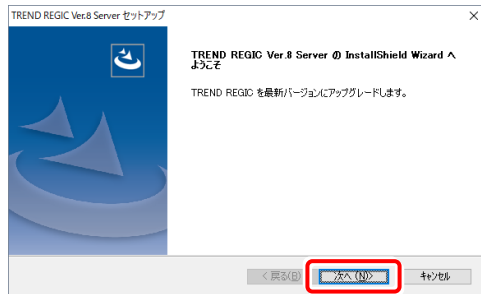 TREND REGIC Ver.8 Server セットアップ
TREND REGIC Ver.8 Server の InstallShield Wizard へ
ようこそ
TREND REGIC を最新バージョンにアップグレードします。
< 戻る(B)
次へ(N)>
キャンセル